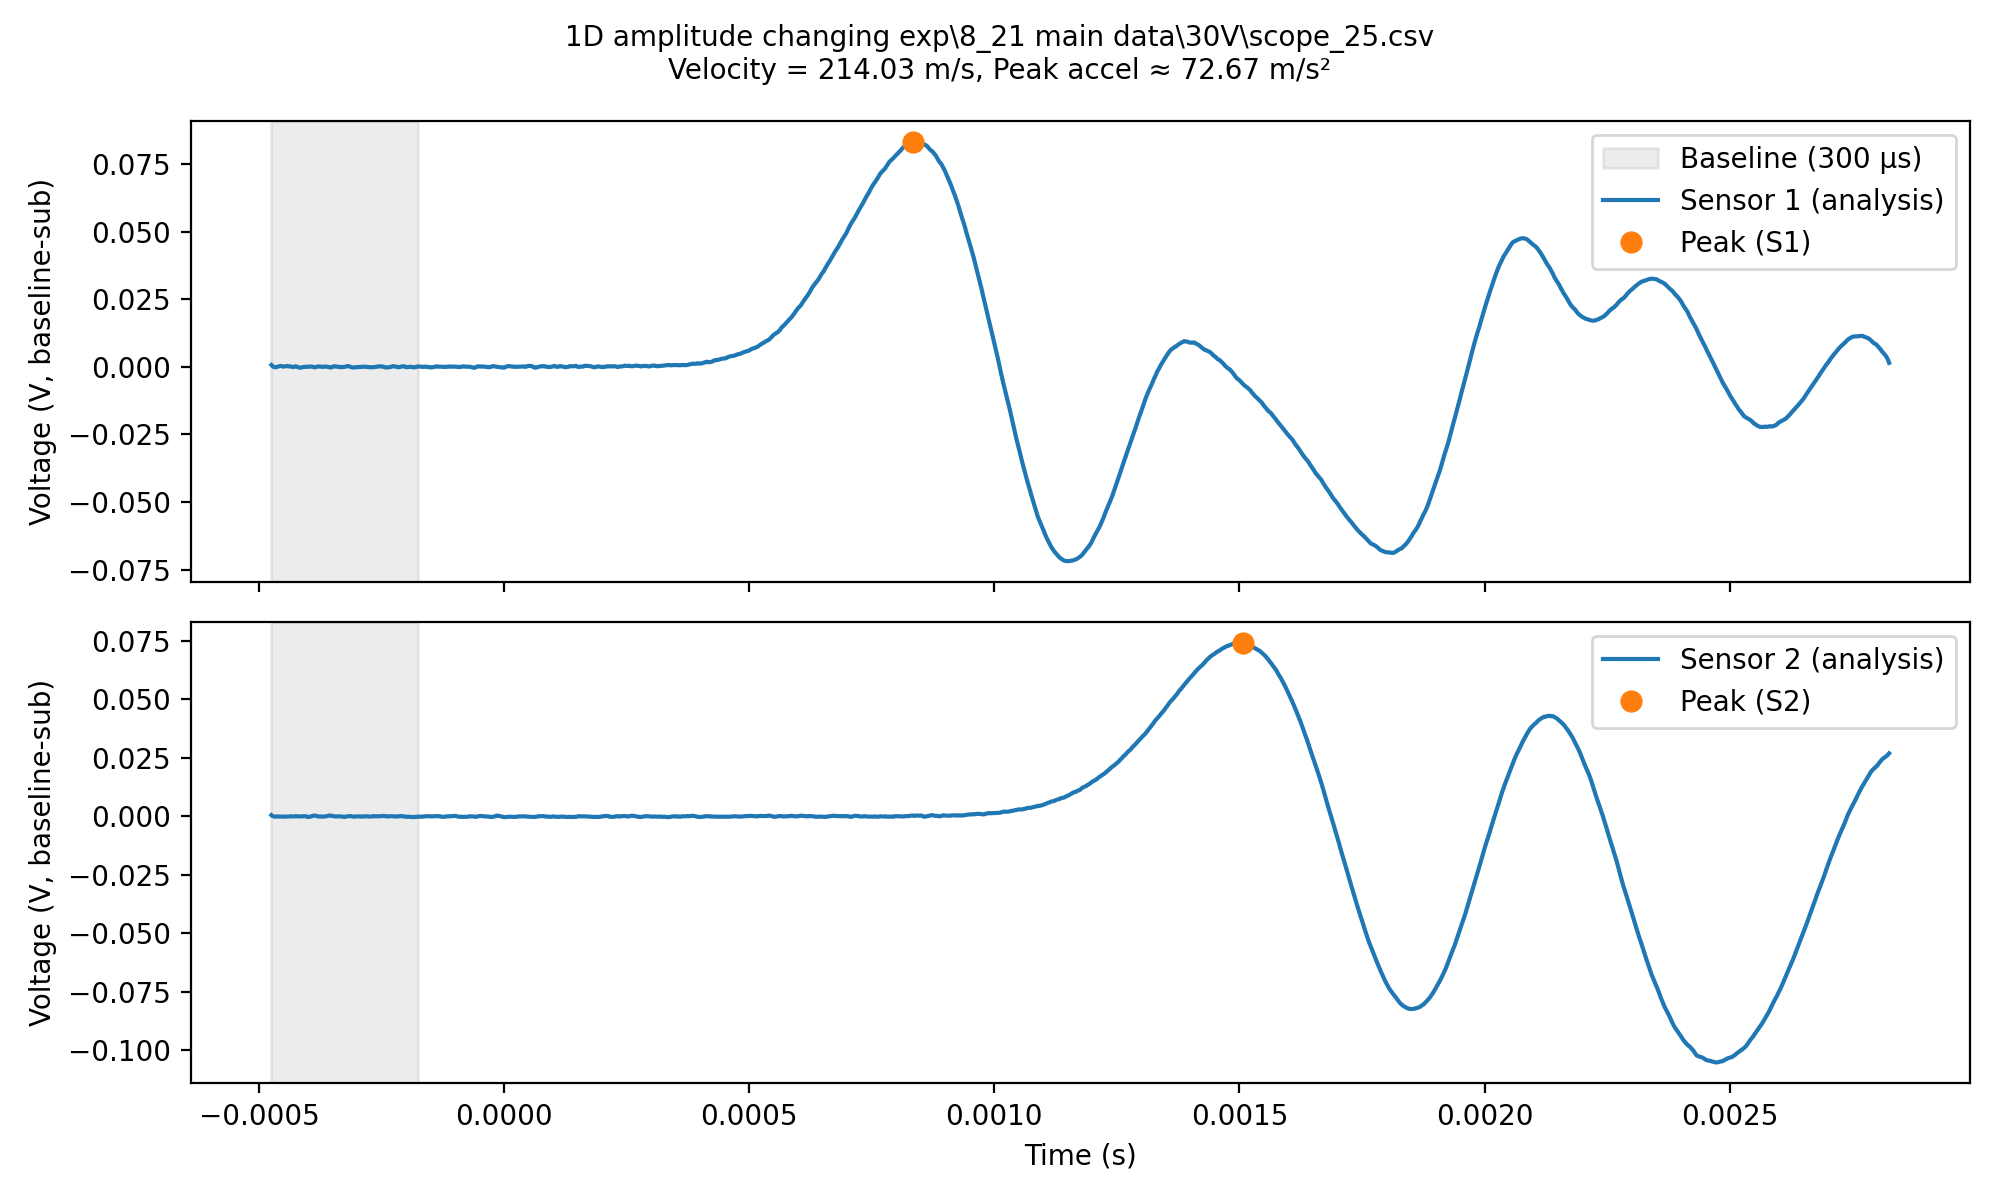 1D amplitude changing exp\8_21 main data\30V\scope_25.csv
Velocity = 214.03 m/s, Peak accel ≈ 72.67 m/s²
Voltage (V, baseline-sub)
0.075
0.050
0.025
0.000
−0.025
−0.050
−0.075
Baseline (300 µs)
Sensor 1 (analysis)
Peak (S1)
Voltage (V, baseline-sub)
0.075
0.050
0.025
0.000
−0.025
−0.050
−0.075
−0.100
Sensor 2 (analysis)
Peak (S2)
−0.0005 0.0000 0.0005 0.0010 0.0015 0.0020 0.0025
Time (s)